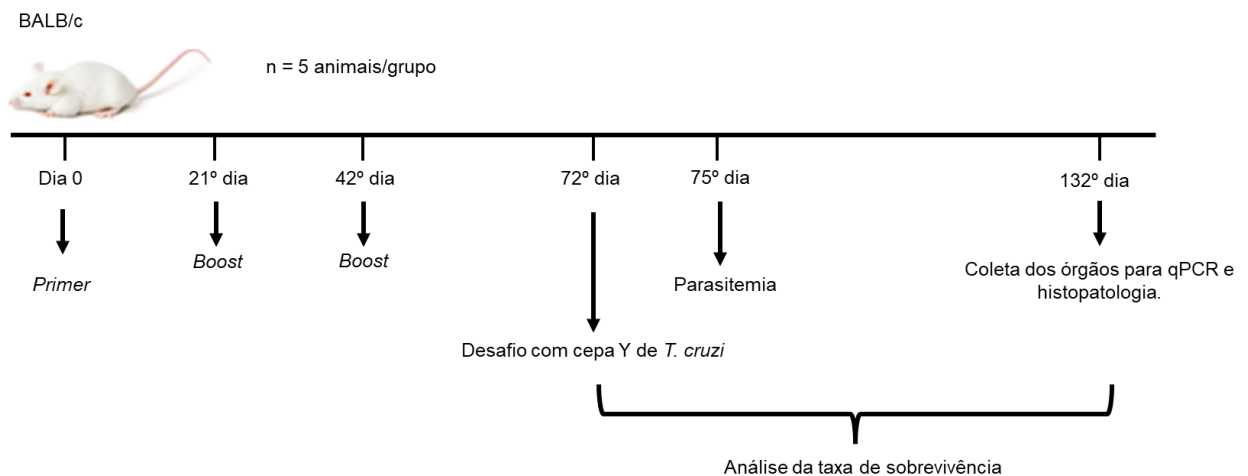 BALB/c
n = 5 animais/grupo
Dia 0
21º dia
42º dia
72º dia
75º dia
132º dia
Primer
Boost
Boost
Parasitemia
Coleta dos órgãos para qPCR e
histopatologia.
Desafio com cepa Y de T. cruzi
Análise da taxa de sobrevivência